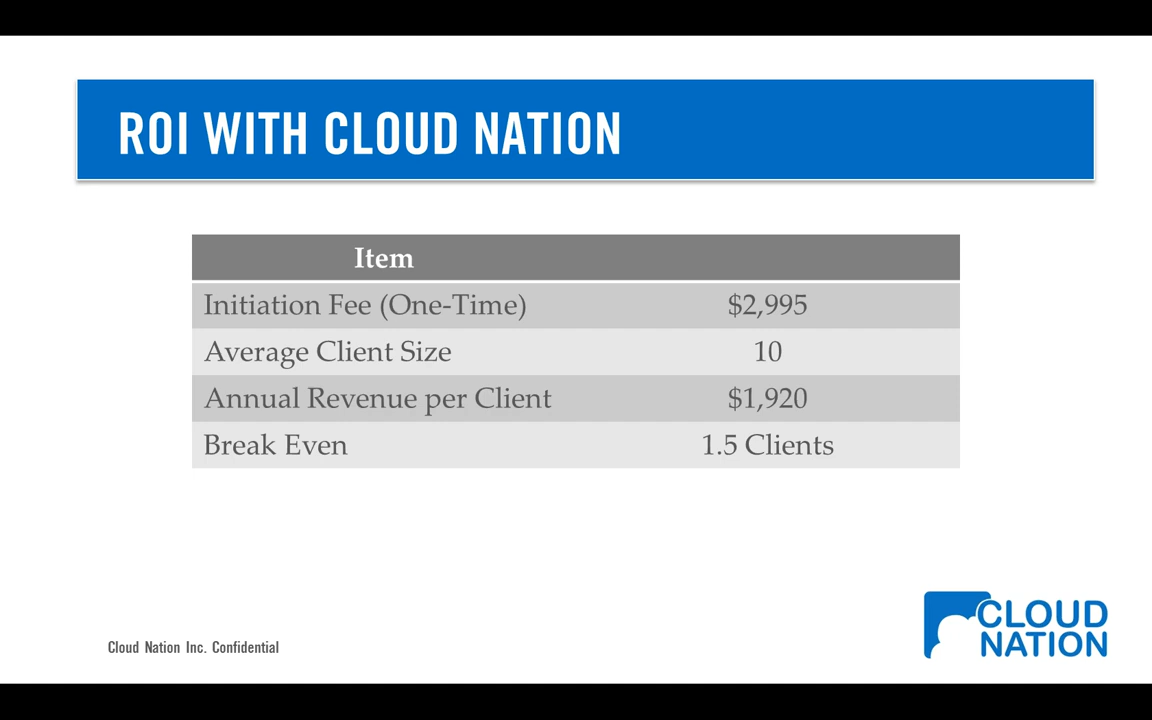 ROI WITH CLOUD NATION
Item
Initiation Fee (One-Time) $2,995
Average Client Size 10
Annual Revenue per Client $1,920
Break Even 1.5 Clients
Cloud Nation Inc. Confidential
CLOUD
NATION